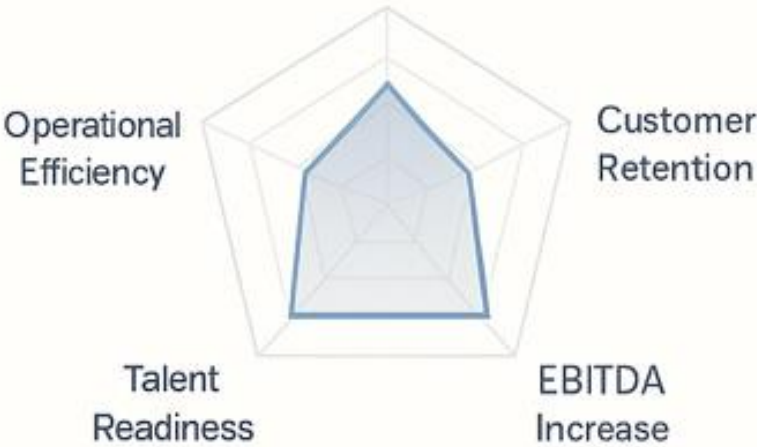 Operational
Efficiency
Customer
Retention
Talent
Readiness
EBITDA
Increase